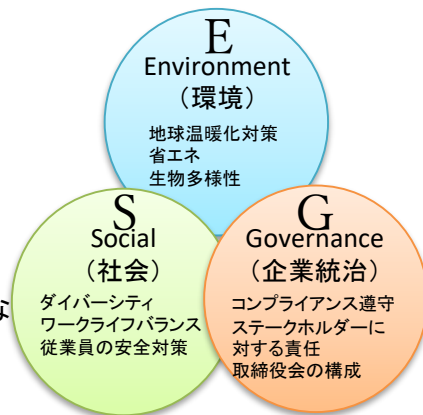 E
Environment
（環境）
地球温暖化対策
省エネ
生物多様性
S
Social
（社会）
ダイバーシティ
ワークライフバランス
従業員の安全対策
G
Governance
（企業統治）
コンプライアンス遵守
ステークホルダーに
対する責任
取締役会の構成
な